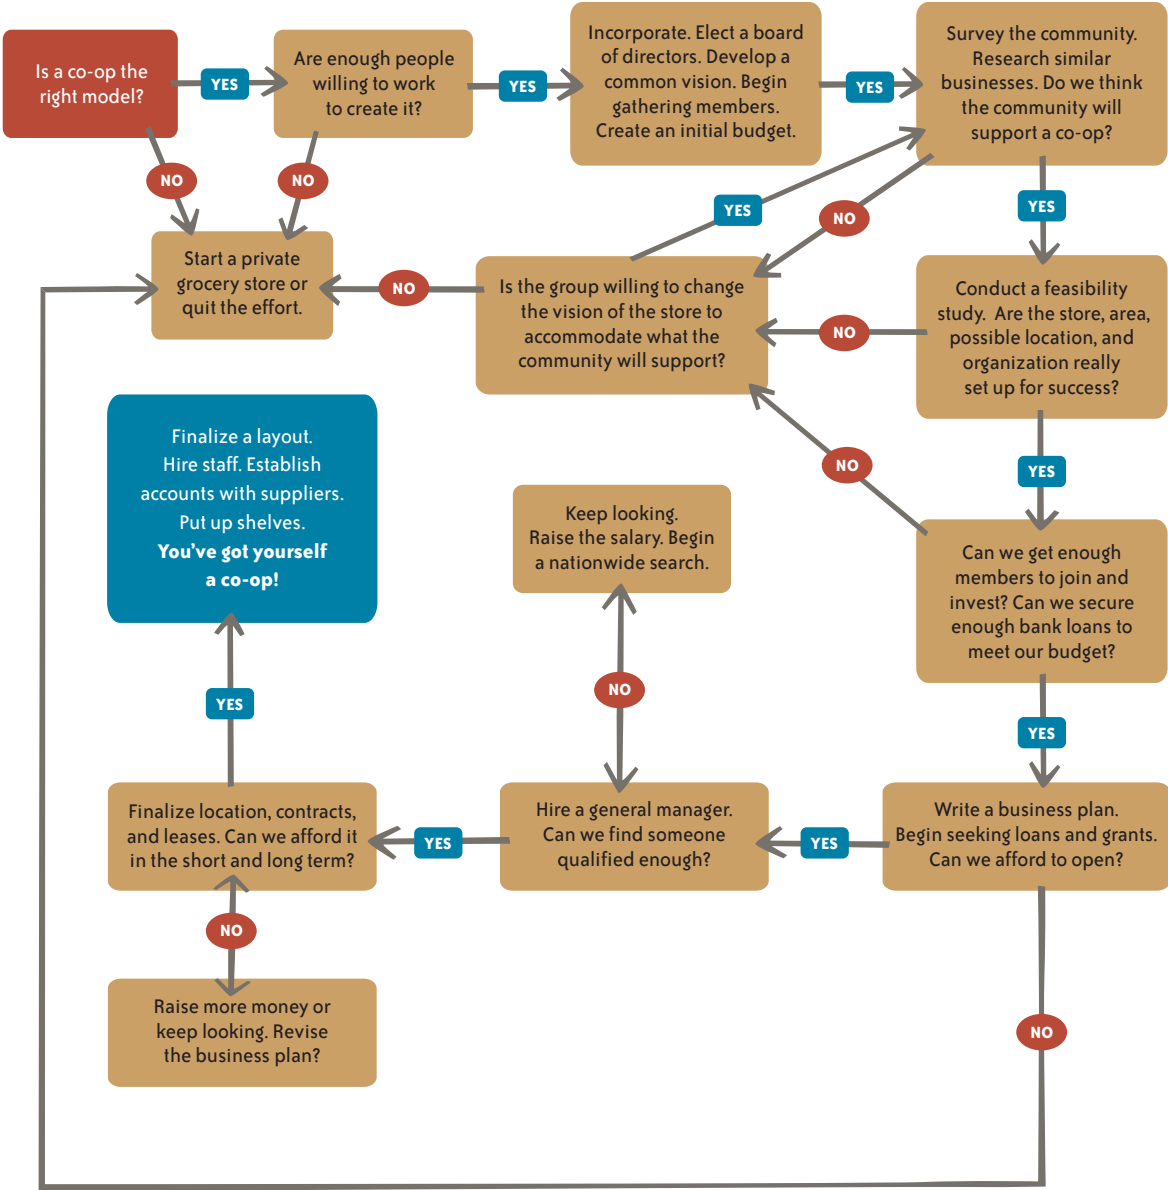 Is a co-op the
right model?
YES
Are enough people
willing to work
to create it?
YES
Incorporate. Elect a board
of directors. Develop a
common vision. Begin
gathering members.
Create an initial budget.
YES
Survey the community.
Research similar
businesses. Do we think
the community will
support a co-op?
NO
NO
YES
NO
YES
Start a private
grocery store or
quit the effort.
NO
Is the group willing to change
the vision of the store to
accommodate what the
community will support?
NO
Conduct a feasibility
study. Are the store, area,
possible location, and
organization really
set up for success?
Finalize a layout.
Hire staff. Establish
accounts with suppliers.
Put up shelves.
You've got yourself
a co-op!
NO
YES
Keep looking.
Raise the salary. Begin
a nationwide search.
Can we get enough
members to join and
invest? Can we secure
enough bank loans to
meet our budget?
YES
NO
YES
Finalize location, contracts,
and leases. Can we afford it
in the short and long term?
YES
Hire a general manager.
Can we find someone
qualified enough?
YES
Write a business plan.
Begin seeking loans and grants.
Can we afford to open?
NO
Raise more money or
keep looking. Revise
the business plan?
NO